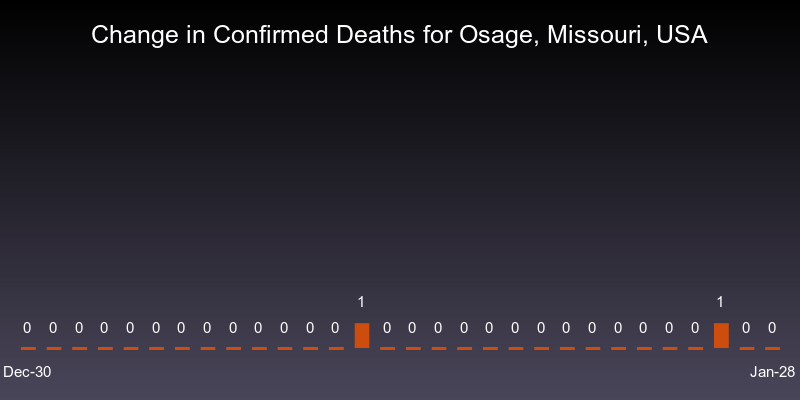 Change in Confirmed Deaths for Osage, Missouri, USA
1 1
0 0 0 0 0 0 0 0 0 0 0 0 0 0 0 0 0 0 0 0 0 0 0 0 0 0 0 0
Dec-30 Jan-28